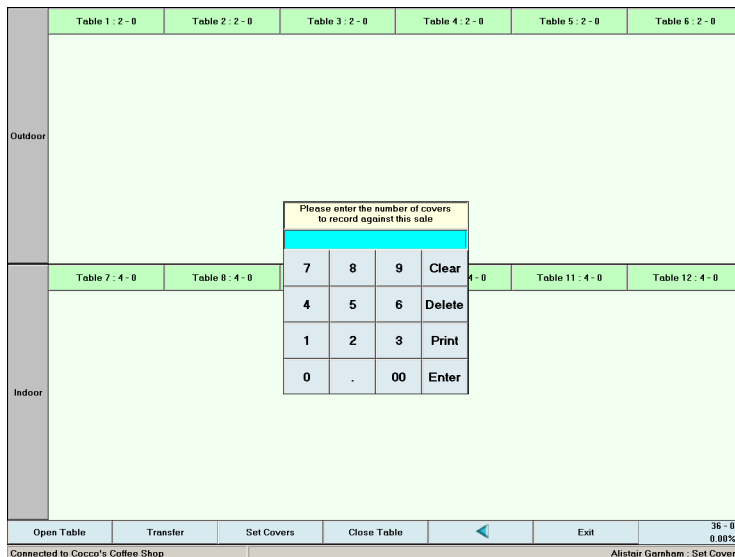 Table 1 : 2 - 0
Table 2 : 2 - 0
Table 3 : 2 - 0
Table 4 : 2 - 0
Table 5 : 2 - 0
Table 6 : 2 - 0
Outdoor
Please enter the number of covers
to record against this sale
7 8 9 Clear
4 5 6 Delete
1 2 3 Print
0 . 00 Enter
Table 7 : 4 - 0
Table 8 : 4 - 0
4 - 0
Table 11 : 4 - 0
Table 12 : 4 - 0
Indoor
Open Table
Transfer
Set Covers
Close Table
Exit
36 - 0
0.00%
Connected to Cocco's Coffee Shop
Alistair Garnham : Set Cover